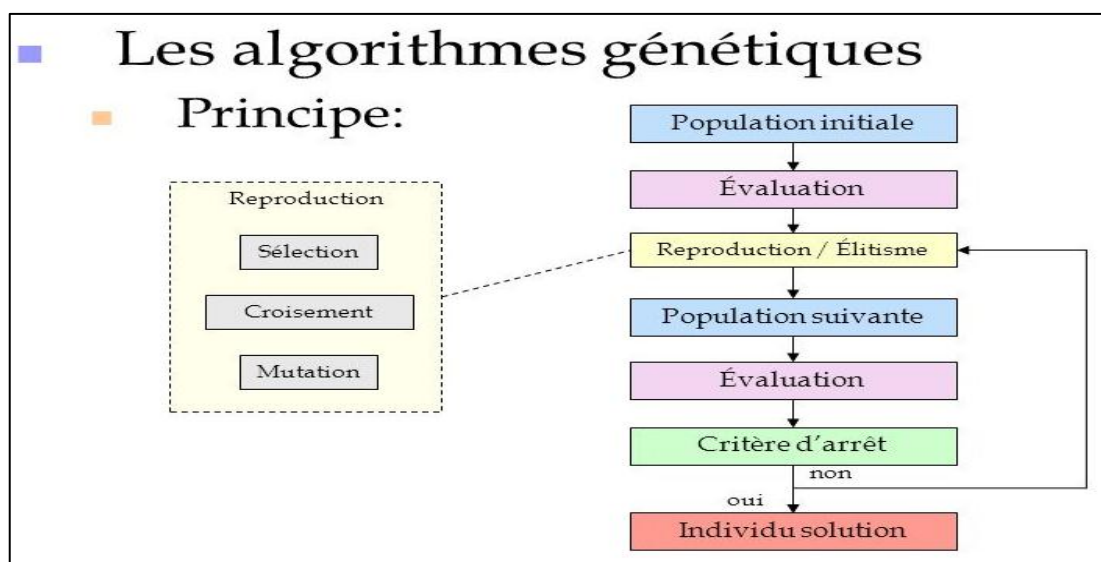 Les algorithmes génétiques
Principe:
Reproduction
Sélection
Croisement
Mutation
Population initiale
Évaluation
Reproduction / Élitisme
Population suivante
Évaluation
Critère d'arrêt
non
oui
Individu solution